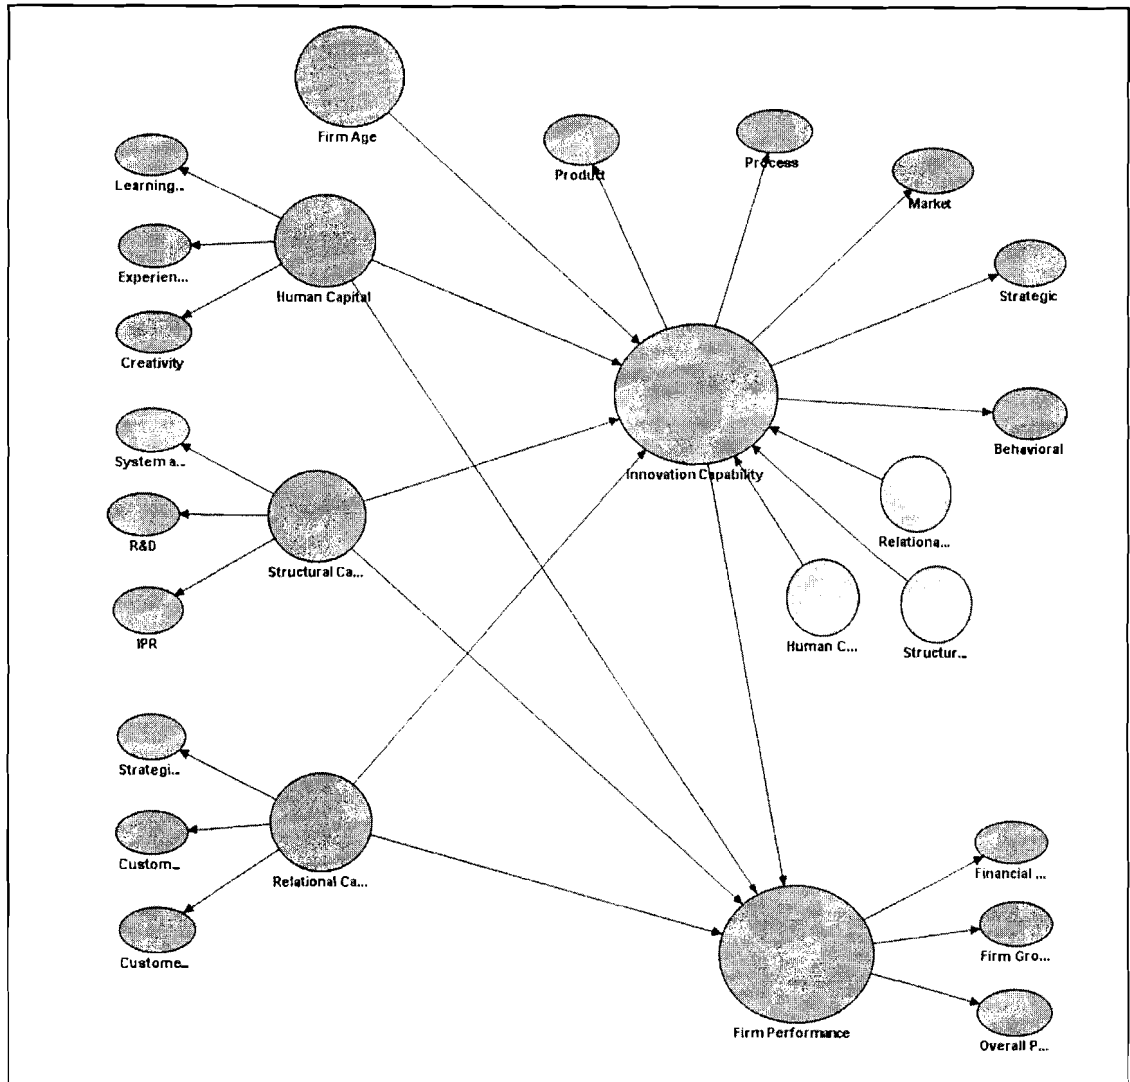 Firm Age
Product
Process
Market
Learning...
Strategic
Experien...
Human Capital
Creativity
Behavioral
System a...
Innovation Capability
R&D
Structural Ca...
Relationa...
IPR
Human C...
Structur...
Strategi...
Custom...
Relational Ca...
Financial ...
Custome...
Firm Gro...
Firm Performance
Overall P...